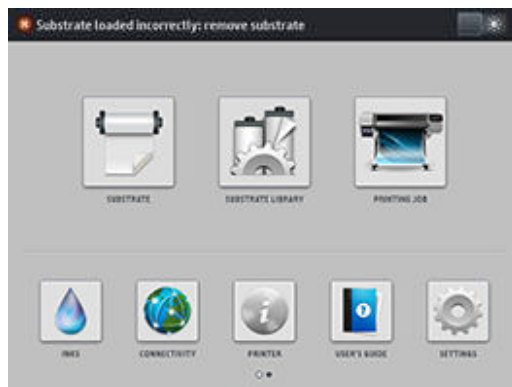 Substrate loaded incorrectly: remove substrate
SUBSTRATE
SUBSTRATE LIBRARY
PRINTING JOB
INKS
CONNECTIVITY
PRINTER
USER'S GUIDE
SETTINGS